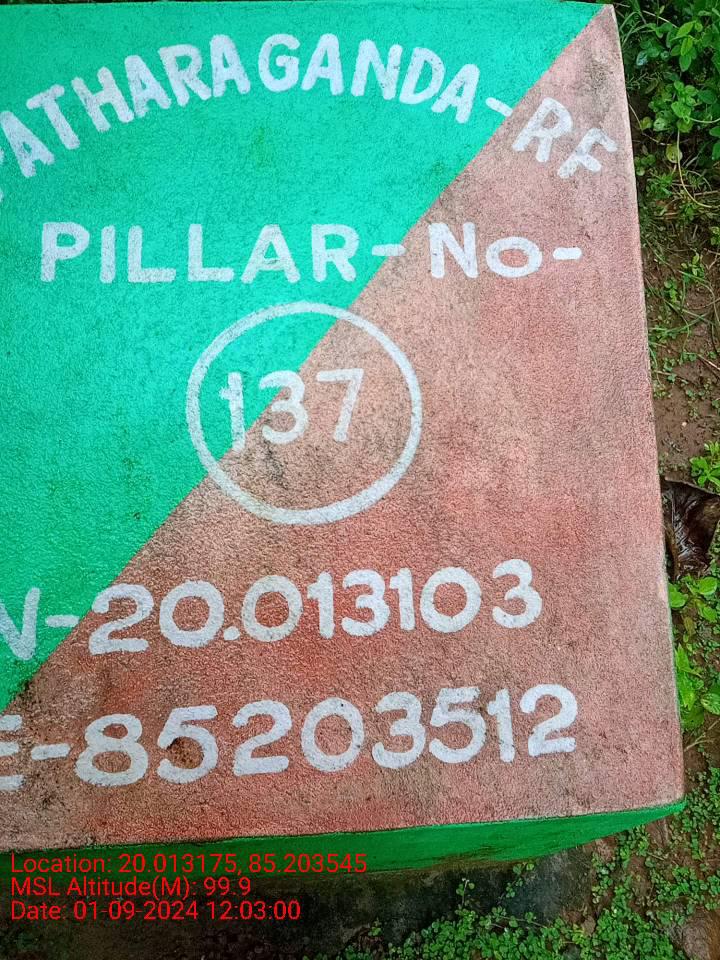 PATHARAGANDA-RF
PILLAR-No-
137
N-20.013103
E-85203512
Location: 20.013175, 85.203545
MSL Altitude(M): 99.9
Date: 01-09-2024 12:03:00